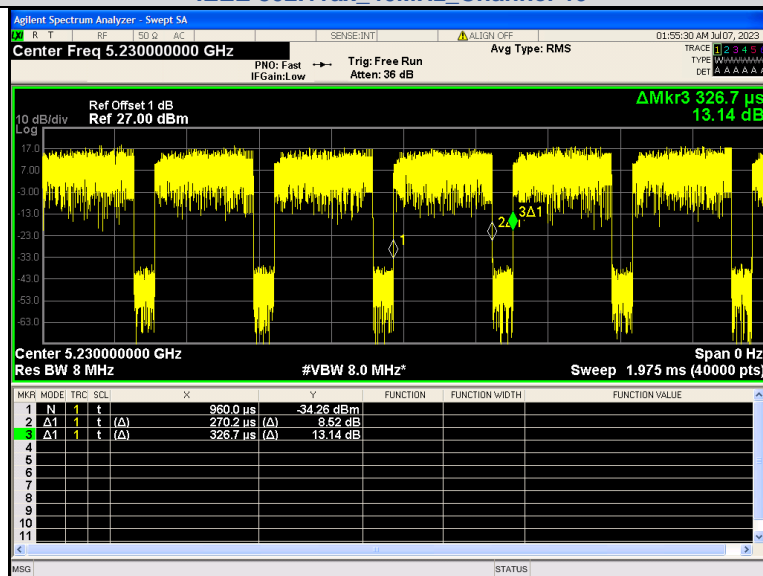 Agilent Spectrum Analyzer - Swept SA
LXI R T RF 50 Ω AC SENSE:INT ALIGN OFF 01:55:30 AM Jul 07, 2023
Center Freq 5.230000000 GHz Avg Type: RMS TRACE 1 2 3 4 5
PNO: Fast Trig: Free Run TYPE
IFGain:Low Atten: 36 dB DET A A A A A
ΔMkr3 326.7 µs
Ref Offset 1 dB
10 dB/div Ref 27.00 dBm 13.14 dB
Log
17.0
7.00
-3.00
-13.0
-23.0
-33.0
-43.0
-53.0
-63.0
1
2Δ1
3Δ1
Center 5.230000000 GHz Span 0 Hz
Res BW 8 MHz #VBW 8.0 MHz* Sweep 1.975 ms (40000 pts)
MKR MODE TRC SCL X Y FUNCTION FUNCTION WIDTH FUNCTION VALUE
1 N 1 t 960.0 µs -34.26 dBm
2 Δ1 1 t (Δ) 270.2 µs (Δ) 8.52 dB
3 Δ1 1 t (Δ) 326.7 µs (Δ) 13.14 dB
4
5
6
7
8
9
10
11
MSG STATUS